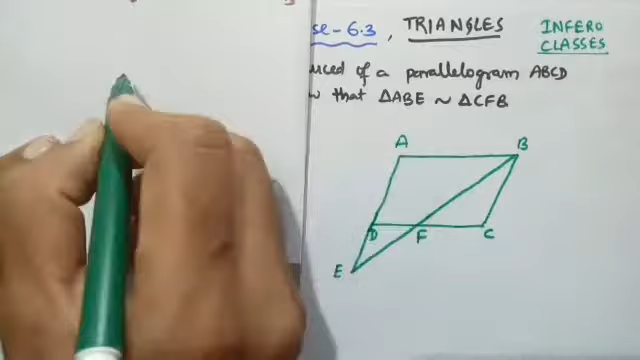 se - 6.3 , TRIANGLES
INFERO
CLASSES
uced of a parallelogram ABCD
that ΔABE ~ ΔCFB
A
B
D
F
C
E